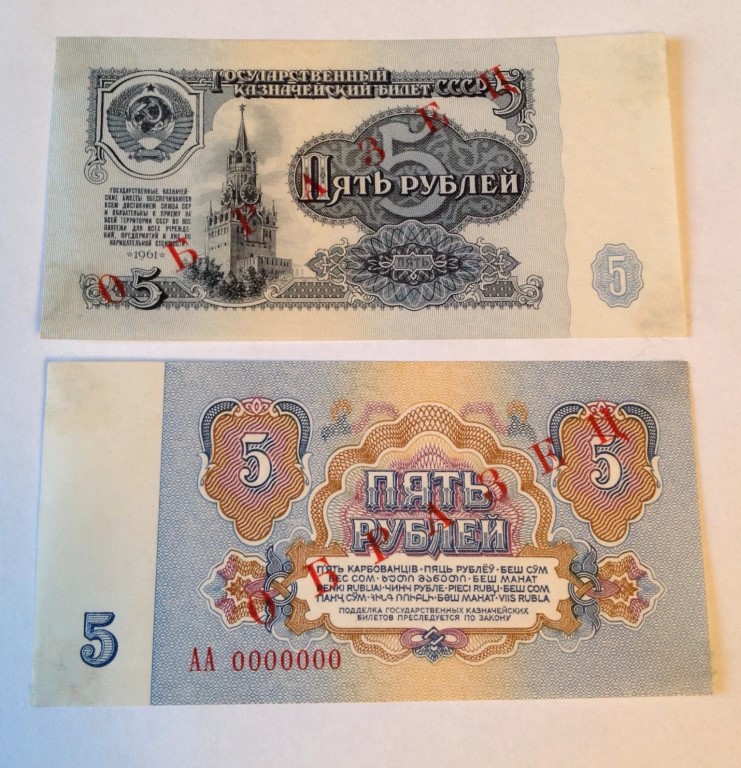 ГОСУДАРСТВЕННЫЙ
КАЗНАЧЕЙСКИЙ БИЛЕТ СССР
5
ОБРАЗЕЦ
5
ПЯТЬ РУБЛЕЙ
ГОСУДАРСТВЕННЫЕ КАЗНАЧЕЙ-
СКИЕ БИЛЕТЫ ОБЕСПЕЧИВАЮТСЯ
ВСЕМ ДОСТОЯНИЕМ СОЮЗА ССР
И ОБЯЗАТЕЛЬНЫ К ПРИЕМУ НА
ВСЕЙ ТЕРРИТОРИИ СССР ВО ВСЕ
ПЛАТЕЖИ ДЛЯ ВСЕХ УЧРЕЖДЕ-
НИЙ, ПРЕДПРИЯТИЙ И ЛИЦ ПО
НАРИЦАТЕЛЬНОЙ СТОИМОСТИ.
1961
ПЯТЬ
5
5
5
5
ОБРАЗЕЦ
ПЯТЬ
РУБЛЕЙ
П'ЯТЬ КАРБОВАНЦІВ · ПЯЦЬ РУБЛЁЎ · БЕШ СЎМ
БЕС СОМ · ᲮᲣᲗᲘ ᲛᲐᲜᲔᲗᲘ · БЕШ МАНАТ
PENKI RUBLIAI · ЧИНЧ РУБЛЕ · PIECI RUBĻI · БЕШ СОМ
ПАНҶ СӮМ · ՀԻՆԳ ՌՈՒԲԼԻ · БӘШ МАНАТ · VIIS RUBLA
ПОДДЕЛКА ГОСУДАРСТВЕННЫХ КАЗНАЧЕЙСКИХ
БИЛЕТОВ ПРЕСЛЕДУЕТСЯ ПО ЗАКОНУ
5
АА 0000000